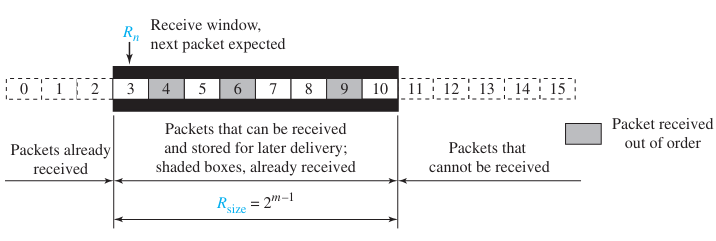 Receive window,
Rn next packet expected
0 1 2 3 4 5 6 7 8 9 10 11 12 13 14 15
Packets already
received
Packets that can be received
and stored for later delivery;
shaded boxes, already received
Packets that
cannot be received
Packet received
out of order
Rsize = 2^m−1